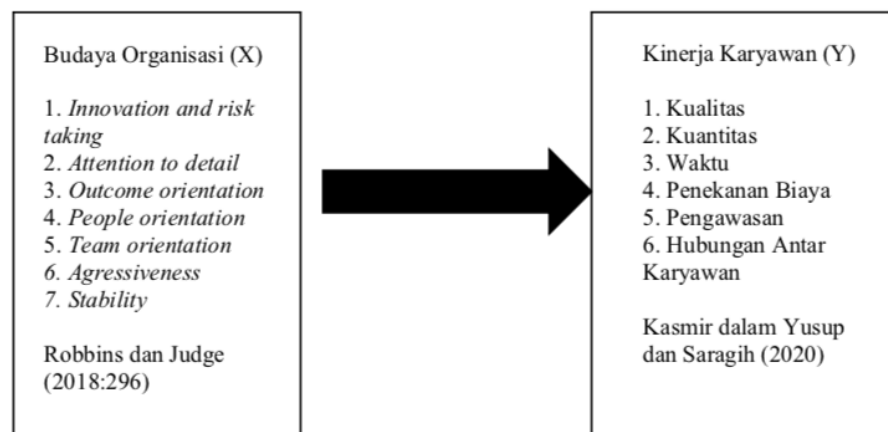 Budaya Organisasi (X)
1. Innovation and risk
taking
2. Attention to detail
3. Outcome orientation
4. People orientation
5. Team orientation
6. Agressiveness
7. Stability
Robbins dan Judge
(2018:296)
Kinerja Karyawan (Y)
1. Kualitas
2. Kuantitas
3. Waktu
4. Penekanan Biaya
5. Pengawasan
6. Hubungan Antar
Karyawan
Kasmir dalam Yusup
dan Saragih (2020)